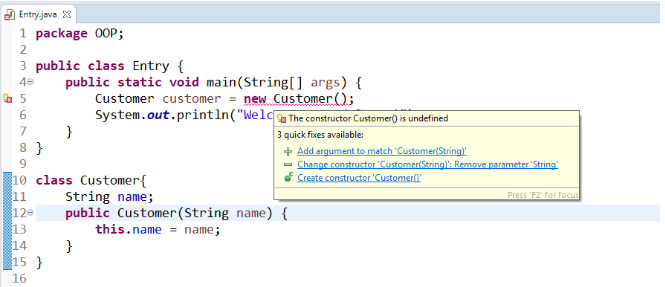 Entry.java
1 package OOP;
2
3 public class Entry {
4 public static void main(String[] args) {
5 Customer customer = new Customer();
6 System.out.println("Welc
7 }
8 }
9
10 class Customer{
11 String name;
12 public Customer(String name) {
13 this.name = name;
14 }
15 }
16
The constructor Customer() is undefined
3 quick fixes available:
Add argument to match 'Customer(String)'
Change constructor 'Customer(String)': Remove parameter 'String'
Create constructor 'Customer()'
Press 'F2' for focus